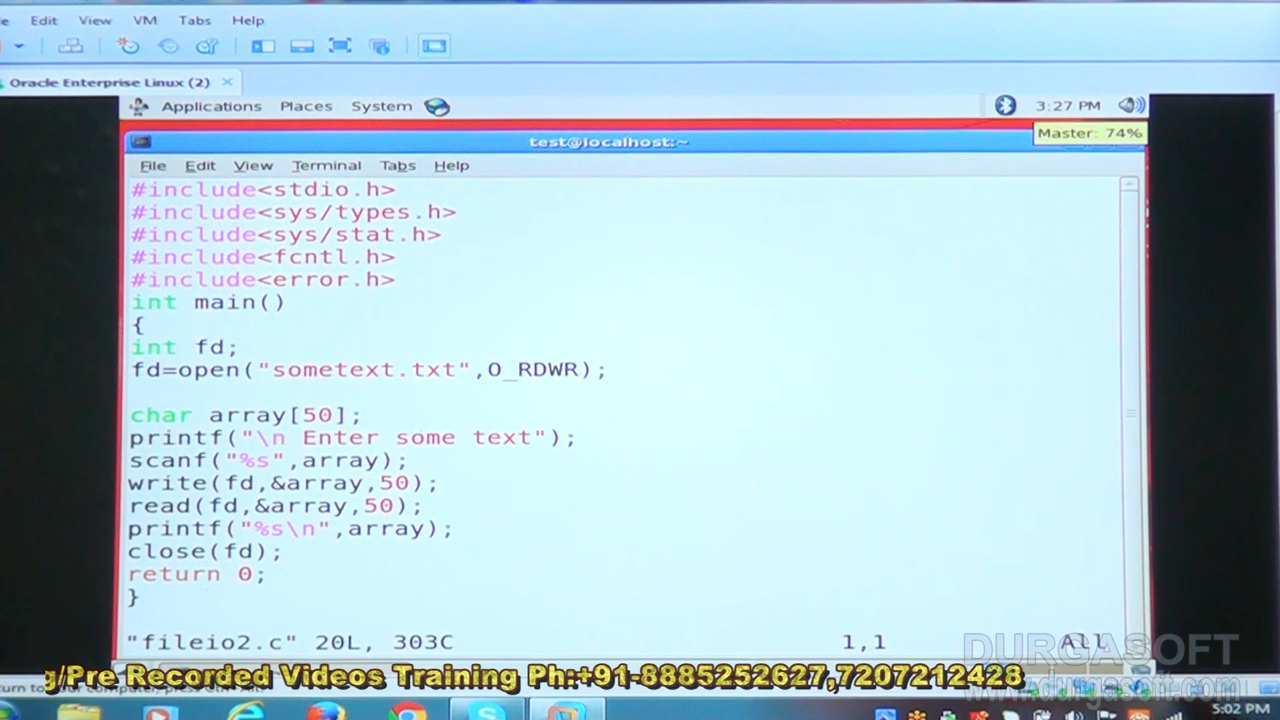 Edit View VM Tabs Help
Oracle Enterprise Linux (2) ×
Applications Places System 3:27 PM
Master: 74%
test@localhost:~
File Edit View Terminal Tabs Help
#include<stdio.h>
#include<sys/types.h>
#include<sys/stat.h>
#include<fcntl.h>
#include<error.h>
int main()
{
int fd;
fd=open("sometext.txt",O_RDWR);
char array[50];
printf("\n Enter some text");
scanf("%s",array);
write(fd,&array,50);
read(fd,&array,50);
printf("%s\n",array);
close(fd);
return 0;
}
"fileio2.c" 20L, 303C 1,1 All
DURGASOFT
g/Pre Recorded Videos Training Ph:+91-8885252627,7207212428
www.durgasoft.com
5:02 PM